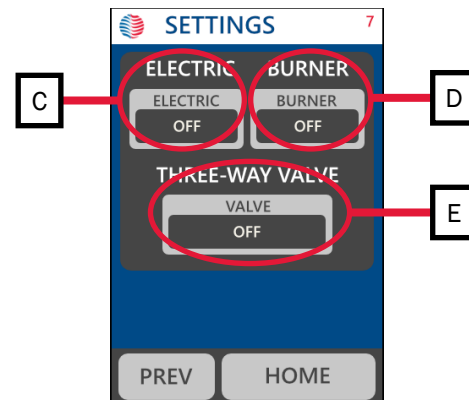 SETTINGS 7
ELECTRIC BURNER
C ELECTRIC BURNER D
OFF OFF
THREE-WAY VALVE
VALVE E
OFF
PREV HOME